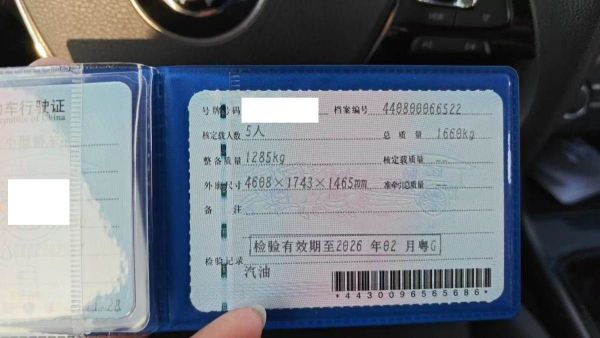 车行驶证
号牌号码
档案编号 440800066522
核定载人数 5人
总质量 1660kg
整备质量 1285kg
核定载质量 --
外廓尺寸 4608×1743×1465mm
准牵引总质量 --
备注
检验有效期至2026 年02 月粤G
检验记录
汽油
*4430096565686*